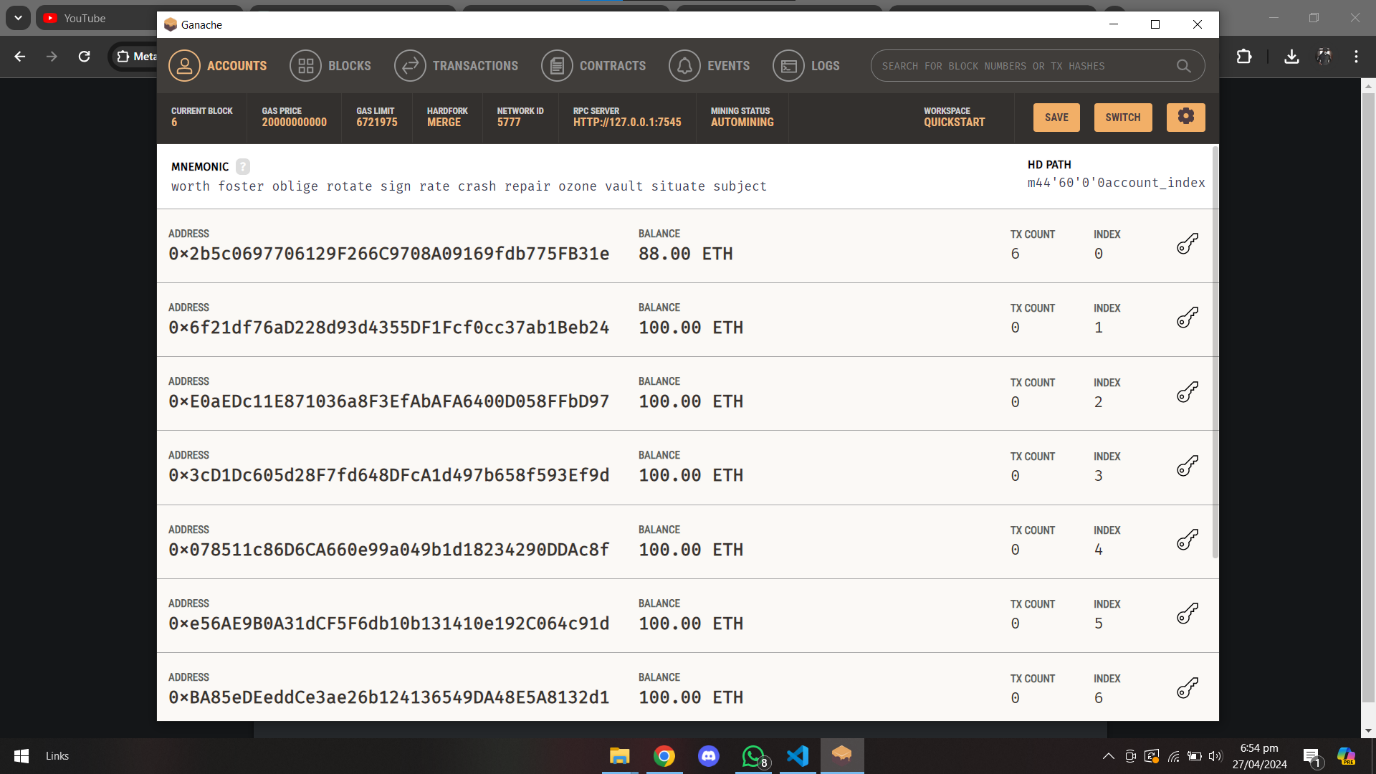 YouTube
Ganache
Meta
ACCOUNTS
BLOCKS
TRANSACTIONS
CONTRACTS
EVENTS
LOGS
SEARCH FOR BLOCK NUMBERS OR TX HASHES
CURRENT BLOCK
6
GAS PRICE
20000000000
GAS LIMIT
6721975
HARDFORK
MERGE
NETWORK ID
5777
RPC SERVER
HTTP://127.0.0.1:7545
MINING STATUS
AUTOMINING
WORKSPACE
QUICKSTART
SAVE
SWITCH
MNEMONIC ?
worth foster oblige rotate sign rate crash repair ozone vault situate subject
HD PATH
m44'60'0'0account_index
ADDRESS
0×2b5c0697706129F266C9708A09169fdb775FB31e
BALANCE
88.00 ETH
TX COUNT
6
INDEX
0
ADDRESS
0×6f21df76aD228d93d4355DF1Fcf0cc37ab1Beb24
BALANCE
100.00 ETH
TX COUNT
0
INDEX
1
ADDRESS
0×E0aEDc11E871036a8F3EfAbAFA6400D058FFbD97
BALANCE
100.00 ETH
TX COUNT
0
INDEX
2
ADDRESS
0×3cD1Dc605d28F7fd648DFcA1d497b658f593Ef9d
BALANCE
100.00 ETH
TX COUNT
0
INDEX
3
ADDRESS
0×078511c86D6CA660e99a049b1d18234290DDAc8f
BALANCE
100.00 ETH
TX COUNT
0
INDEX
4
ADDRESS
0×e56AE9B0A31dCF5F6db10b131410e192C064c91d
BALANCE
100.00 ETH
TX COUNT
0
INDEX
5
ADDRESS
0×BA85eDEeddCe3ae26b124136549DA48E5A8132d1
BALANCE
100.00 ETH
TX COUNT
0
INDEX
6
Links
8
6:54 pm
27/04/2024
1
PRE